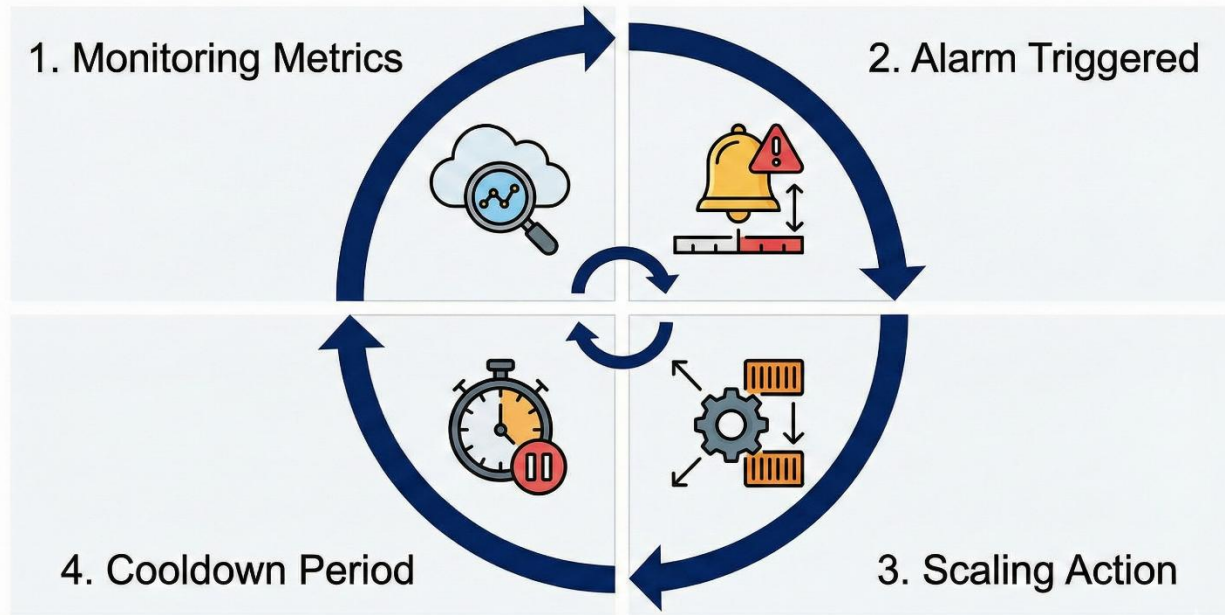 1. Monitoring Metrics
2. Alarm Triggered
3. Scaling Action
4. Cooldown Period